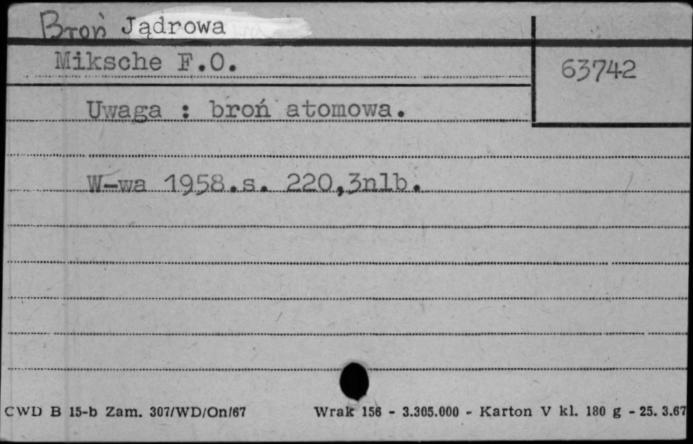 Broń Jądrowa
Miksche F.O.
63742
Uwaga : broń atomowa.
W-wa 1958.s. 220,3nlb.
CWD B 15-b Zam. 307/WD/On/67 Wrak 156 - 3.305.000 - Karton V kl. 180 g - 25. 3.67